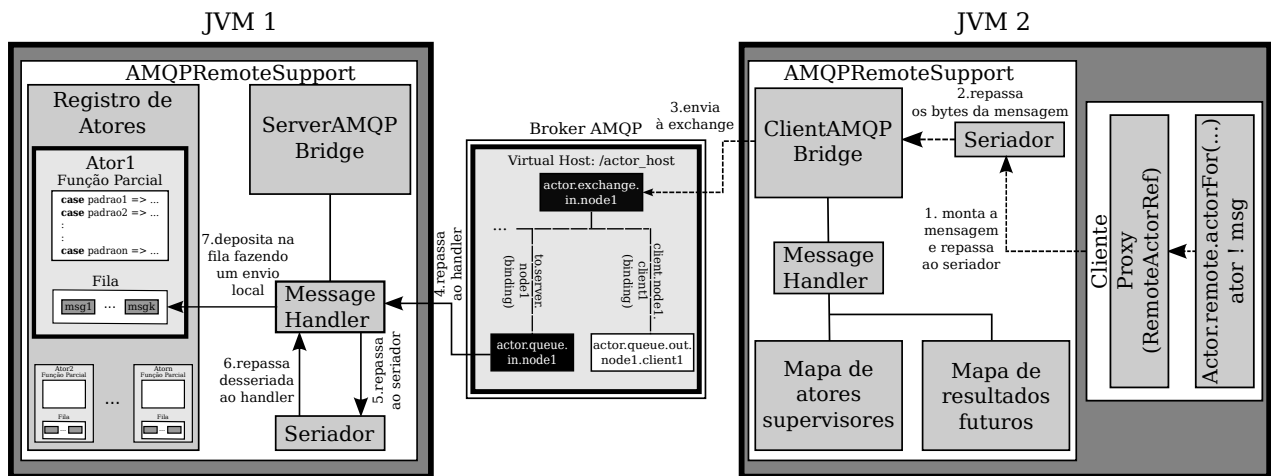 JVM 1
AMQPRemoteSupport
Registro de
Atores
Ator1
Função Parcial
case padrao1 => ...
case padrao2 => ...
:
:
case padraon => ...
Fila
msg1 ... msgk
Ator2
Função Parcial
Fila
...
...
Atorn
Função Parcial
Fila
...
ServerAMQP
Bridge
7.deposita na
fila fazendo
um envio
local
Message
Handler
6.repassa
desseriada
ao handler
5.repassa
ao seriador
Seriador
4.repassa
ao handler
Broker AMQP
Virtual Host: /actor_host
actor.exchange.
in.node1
...
to.server.
node1
(binding)
client.node1.
client1
(binding)
actor.queue.
in.node1
actor.queue.out.
node1.client1
3.envia
à exchange
JVM 2
AMQPRemoteSupport
ClientAMQP
Bridge
2.repassa
os bytes da mensagem
Seriador
1. monta a
mensagem
e repassa
ao seriador
Message
Handler
Mapa de
atores
supervisores
Mapa de
resultados
futuros
Cliente
Proxy
(RemoteActorRef)
Actor.remote.actorFor(...)
ator ! msg